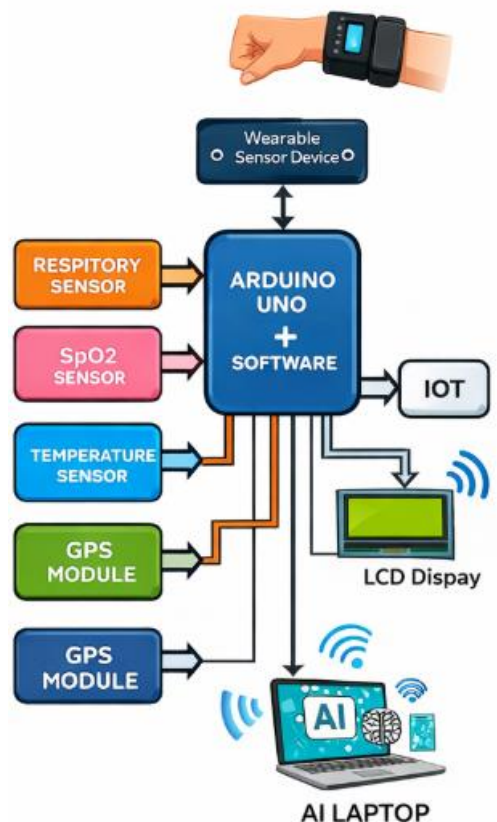 Wearable
Sensor Device
RESPITORY
SENSOR
ARDUINO
UNO
+
SOFTWARE
SpO2
SENSOR
IOT
TEMPERATURE
SENSOR
GPS
MODULE
LCD Dispay
GPS
MODULE
AI
AI LAPTOP